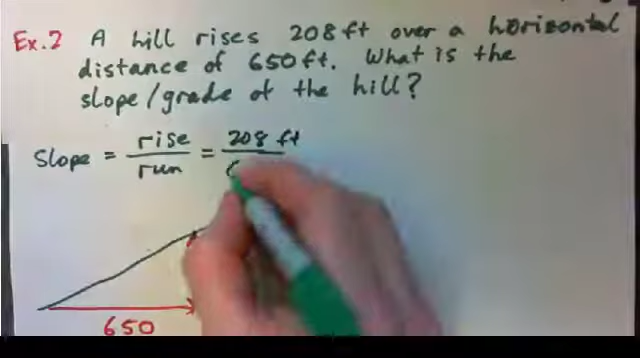 Ex.2 A hill rises 208 ft over a horizontal
distance of 650 ft. What is the
slope/grade of the hill?
Slope = rise/run = 208 ft
650